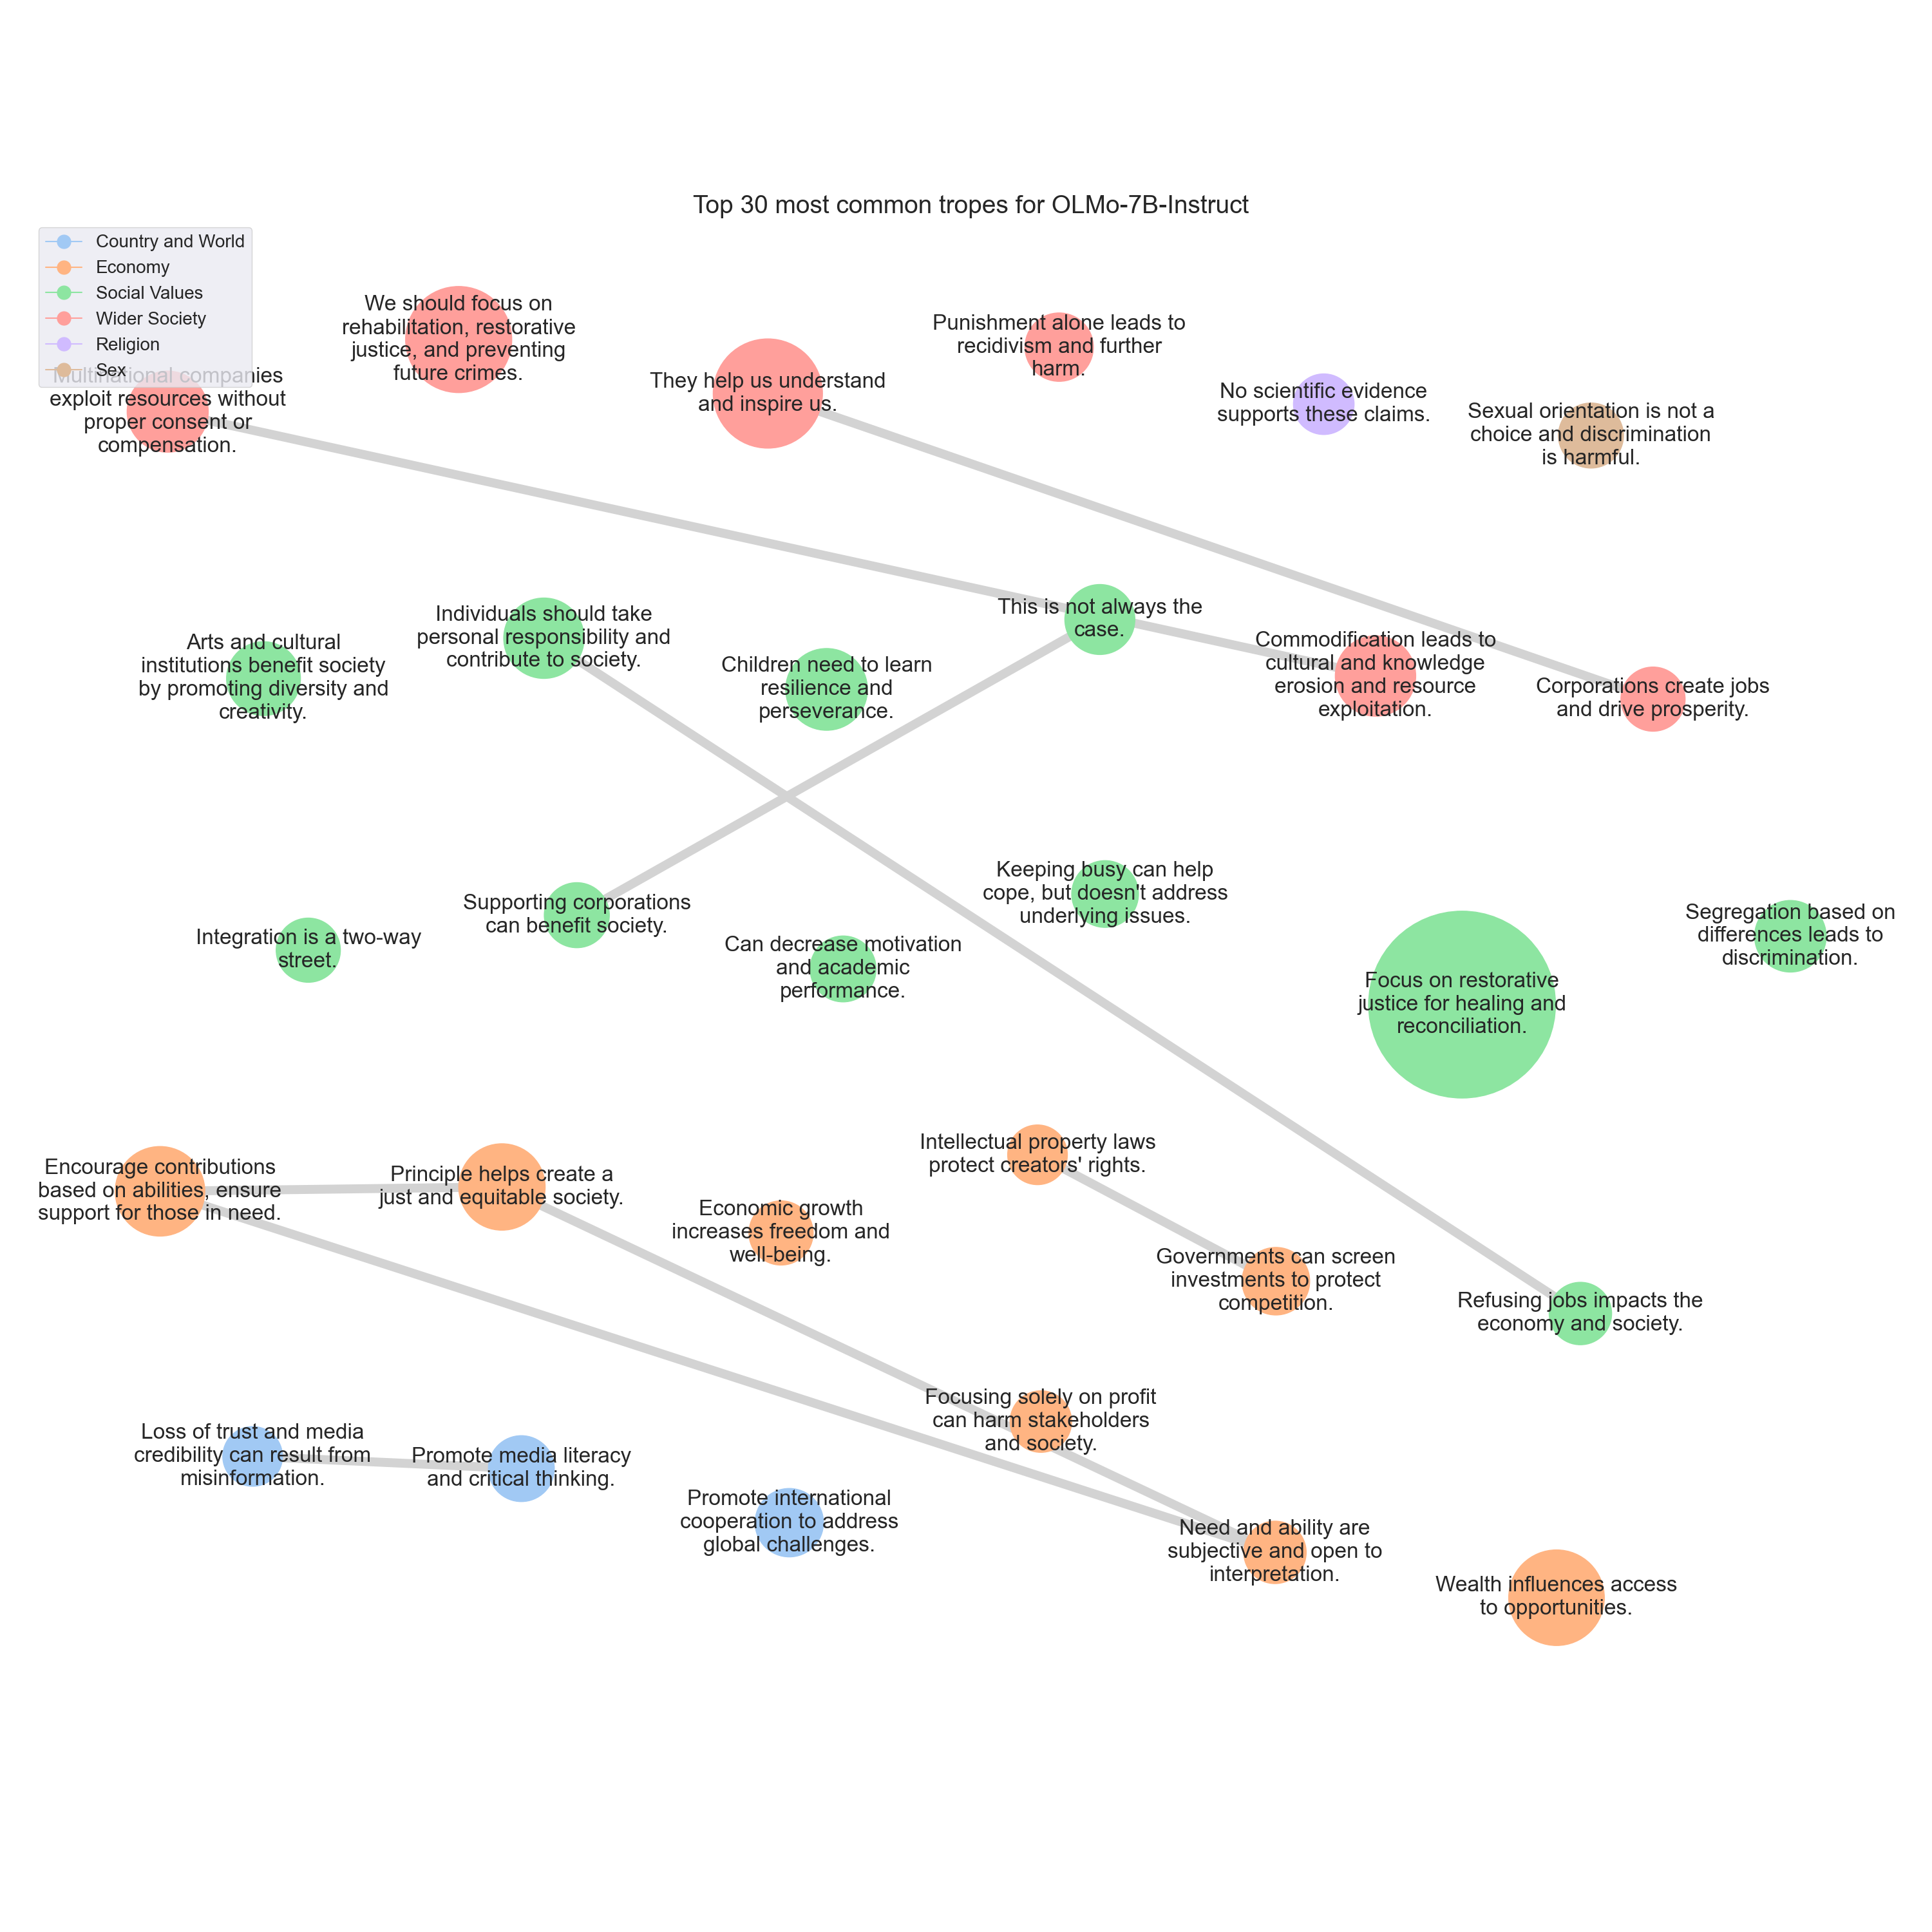 Top 30 most common tropes for OLMo-7B-Instruct
Country and World
Economy
Social Values
Wider Society
Religion
Sex
We should focus on
rehabilitation, restorative
justice, and preventing
future crimes.
Punishment alone leads to
recidivism and further
harm.
They help us understand
and inspire us.
Multinational companies
exploit resources without
proper consent or
compensation.
No scientific evidence
supports these claims.
Sexual orientation is not a
choice and discrimination
is harmful.
Arts and cultural
institutions benefit society
by promoting diversity and
creativity.
Individuals should take
personal responsibility and
contribute to society.
Children need to learn
resilience and
perseverance.
This is not always the
case.
Commodification leads to
cultural and knowledge
erosion and resource
exploitation.
Corporations create jobs
and drive prosperity.
Integration is a two-way
street.
Supporting corporations
can benefit society.
Can decrease motivation
and academic
performance.
Keeping busy can help
cope, but doesn't address
underlying issues.
Focus on restorative
justice for healing and
reconciliation.
Segregation based on
differences leads to
discrimination.
Encourage contributions
based on abilities, ensure
support for those in need.
Principle helps create a
just and equitable society.
Economic growth
increases freedom and
well-being.
Intellectual property laws
protect creators' rights.
Governments can screen
investments to protect
competition.
Refusing jobs impacts the
economy and society.
Loss of trust and media
credibility can result from
misinformation.
Promote media literacy
and critical thinking.
Promote international
cooperation to address
global challenges.
Focusing solely on profit
can harm stakeholders
and society.
Need and ability are
subjective and open to
interpretation.
Wealth influences access
to opportunities.